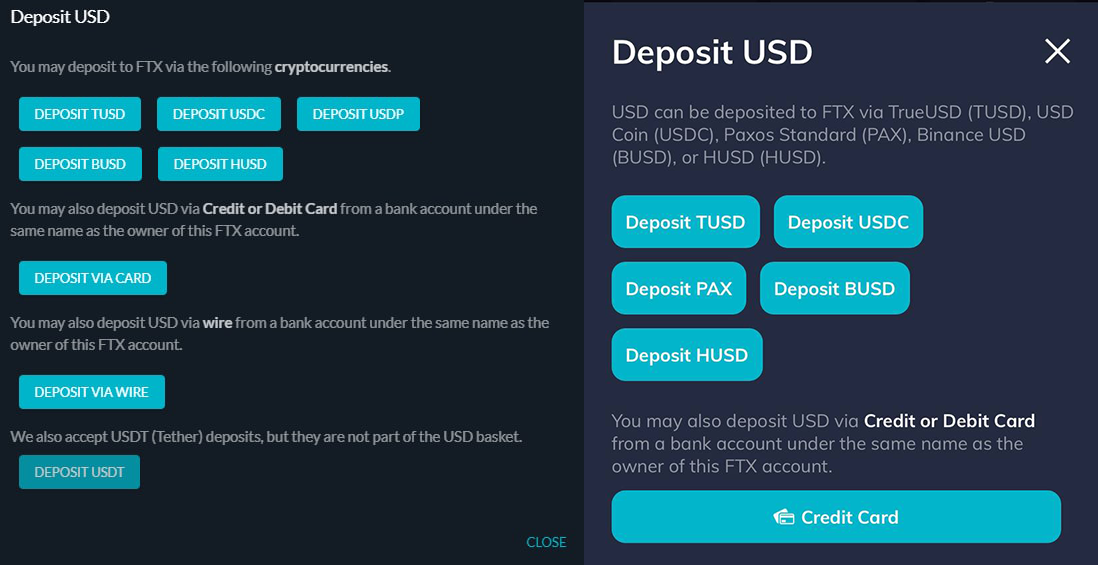 Deposit USD
You may deposit to FTX via the following cryptocurrencies.
DEPOSIT TUSD DEPOSIT USDC DEPOSIT USDP
DEPOSIT BUSD DEPOSIT HUSD
You may also deposit USD via Credit or Debit Card from a bank account under the
same name as the owner of this FTX account.
DEPOSIT VIA CARD
You may also deposit USD via wire from a bank account under the same name as the
owner of this FTX account.
DEPOSIT VIA WIRE
We also accept USDT (Tether) deposits, but they are not part of the USD basket.
DEPOSIT USDT
CLOSE
Deposit USD
USD can be deposited to FTX via TrueUSD (TUSD), USD
Coin (USDC), Paxos Standard (PAX), Binance USD
(BUSD), or HUSD (HUSD).
Deposit TUSD Deposit USDC
Deposit PAX Deposit BUSD
Deposit HUSD
You may also deposit USD via Credit or Debit Card
from a bank account under the same name as the
owner of this FTX account.
Credit Card